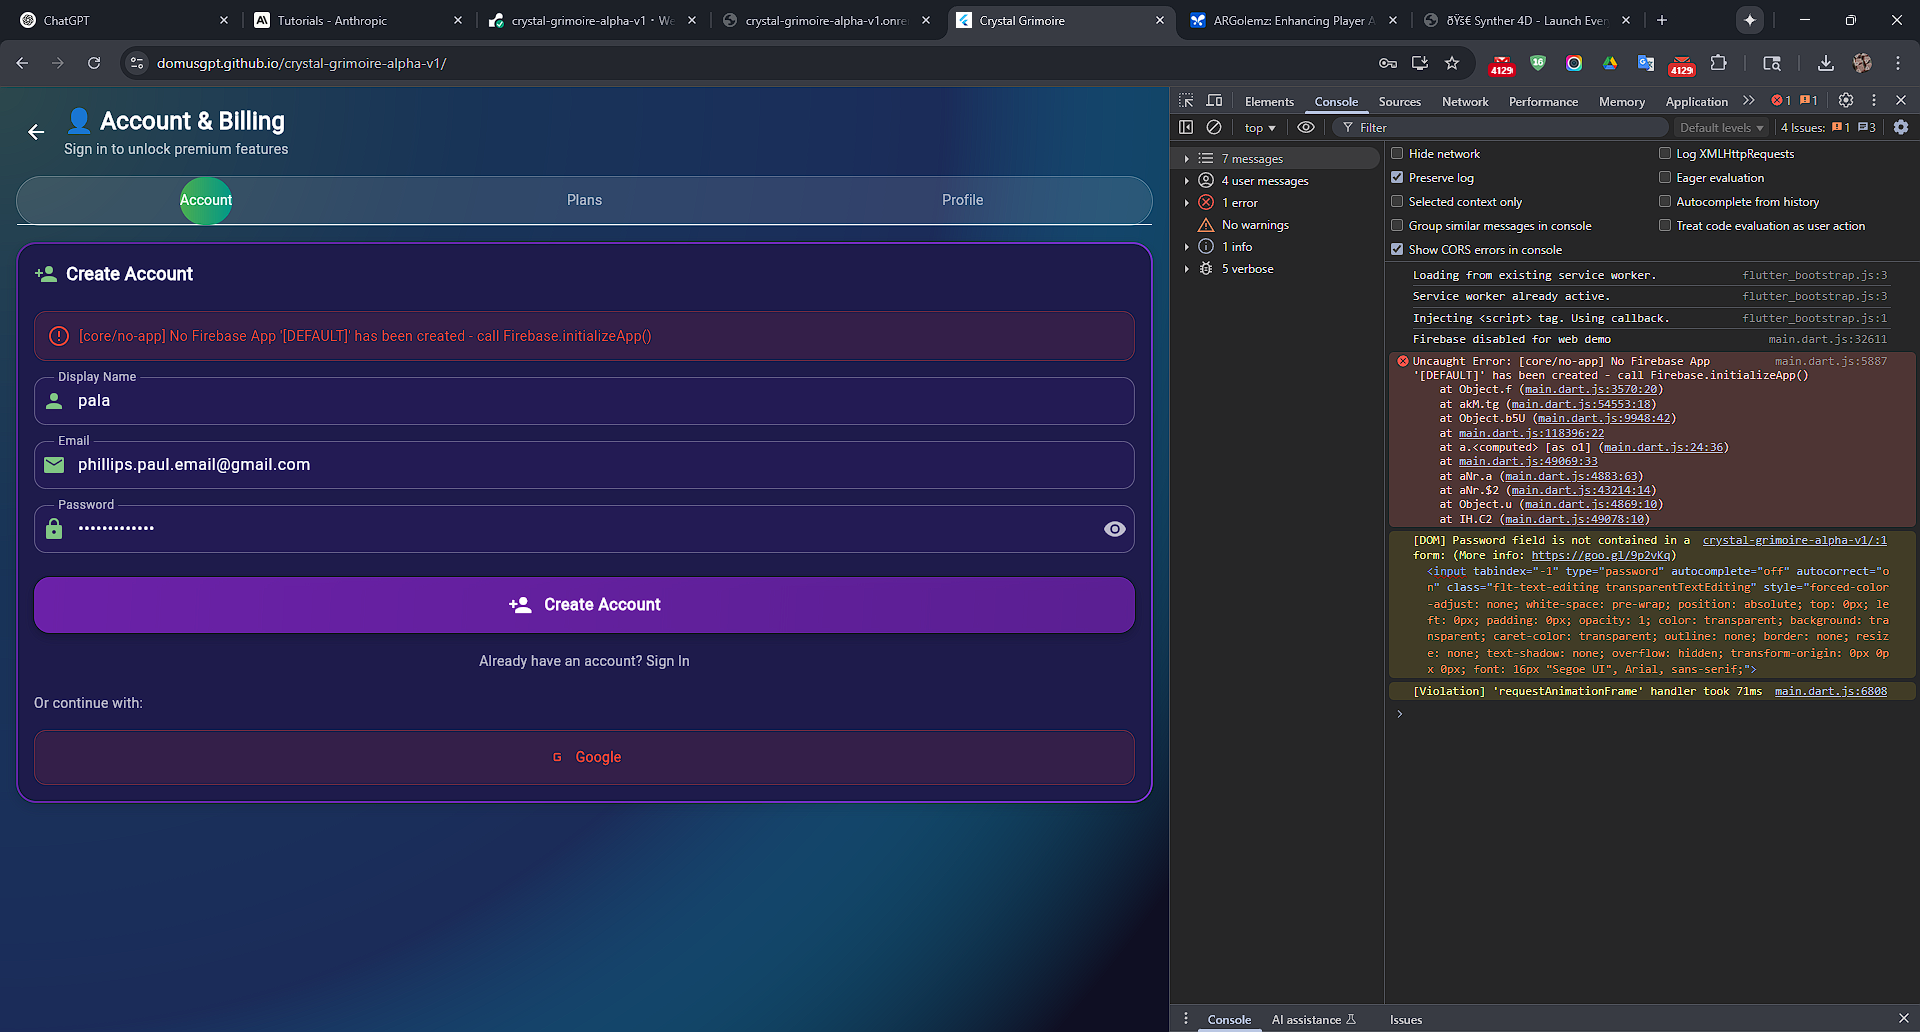 ChatGPT
Tutorials - Anthropic
crystal-grimoire-alpha-v1 · We
crystal-grimoire-alpha-v1.onre
Crystal Grimoire
ARGolemz: Enhancing Player A
ðŸš€ Synther 4D - Launch Ever
domusgpt.github.io/crystal-grimoire-alpha-v1/
4129
16
4129
Account & Billing
Sign in to unlock premium features
Account
Plans
Profile
Create Account
[core/no-app] No Firebase App '[DEFAULT]' has been created - call Firebase.initializeApp()
Display Name
pala
Email
phillips.paul.email@gmail.com
Password
•••••••••••••
Create Account
Already have an account? Sign In
Or continue with:
G Google
Elements Console Sources Network Performance Memory Application 1 1
top Filter Default levels 4 Issues: 1 3
7 messages
4 user messages
1 error
No warnings
1 info
5 verbose
Hide network
Log XMLHttpRequests
Preserve log
Eager evaluation
Selected context only
Autocomplete from history
Group similar messages in console
Treat code evaluation as user action
Show CORS errors in console
Loading from existing service worker. flutter_bootstrap.js:3
Service worker already active. flutter_bootstrap.js:3
Injecting <script> tag. Using callback. flutter_bootstrap.js:1
Firebase disabled for web demo main.dart.js:32611
Uncaught Error: [core/no-app] No Firebase App main.dart.js:5887
'[DEFAULT]' has been created - call Firebase.initializeApp()
at Object.f (main.dart.js:3570:20)
at akM.tg (main.dart.js:54553:18)
at Object.b5U (main.dart.js:9948:42)
at main.dart.js:118396:22
at a.<computed> [as o1] (main.dart.js:24:36)
at main.dart.js:49069:33
at aNr.a (main.dart.js:4883:63)
at aNr.$2 (main.dart.js:43214:14)
at Object.u (main.dart.js:4869:10)
at IH.C2 (main.dart.js:49078:10)
[DOM] Password field is not contained in a crystal-grimoire-alpha-v1/:1
form: (More info: https://goo.gl/9p2vKq)
<input tabindex="-1" type="password" autocomplete="off" autocorrect="o
n" class="flt-text-editing transparentTextEditing" style="forced-color
-adjust: none; white-space: pre-wrap; position: absolute; top: 0px; le
ft: 0px; padding: 0px; opacity: 1; color: transparent; background: tra
nsparent; caret-color: transparent; outline: none; border: none; resiz
e: none; text-shadow: none; overflow: hidden; transform-origin: 0px 0p
x 0px; font: 16px "Segoe UI", Arial, sans-serif;">
[Violation] 'requestAnimationFrame' handler took 71ms main.dart.js:6808
Console AI assistance Issues